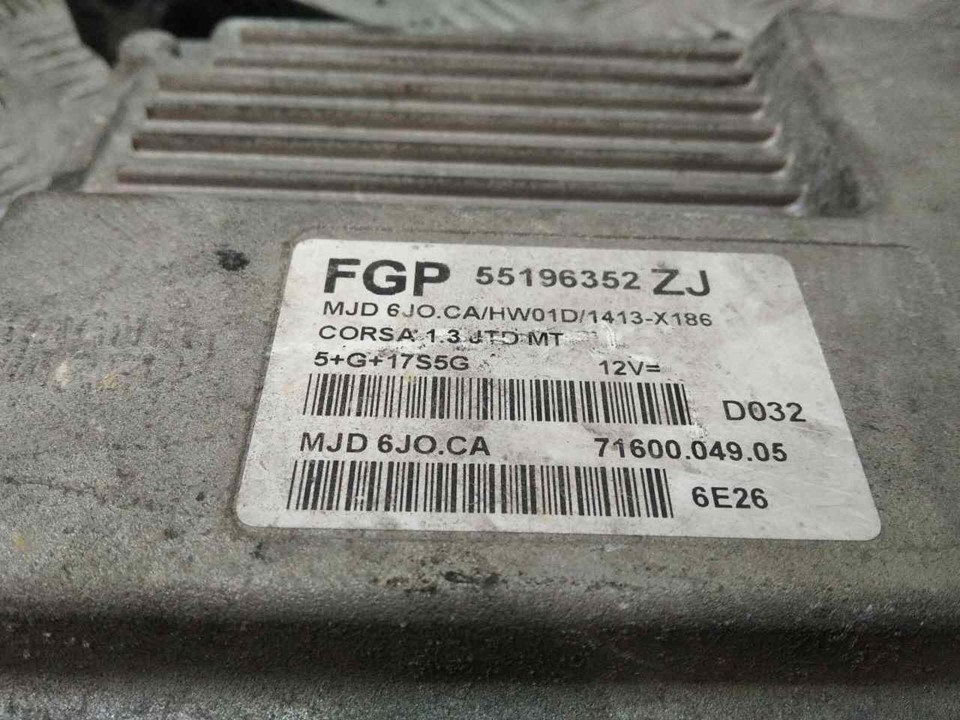 FGP 55196352 ZJ
MJD 6JO.CA/HW01D/1413-X186
CORSA 1.3 JTD MT
5+G+17S5G 12V=
D032
MJD 6JO.CA 71600.049.05
6E26